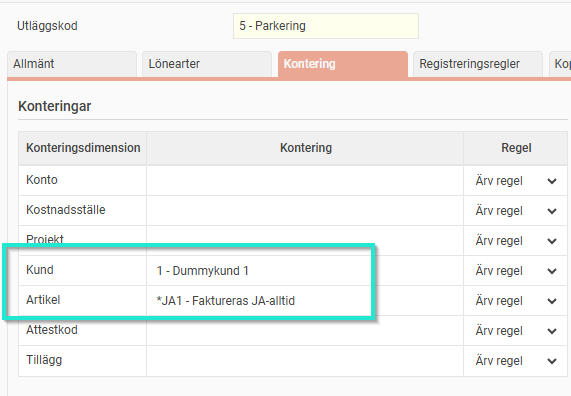 Utläggskod 5 - Parkering
Allmänt Lönearter Kontering Registreringsregler Kop
Konteringar
Konteringsdimension Kontering Regel
Konto Ärv regel
Kostnadsställe Ärv regel
Projekt Ärv regel
Kund 1 - Dummykund 1 Ärv regel
Artikel *JA1 - Faktureras JA-alltid Ärv regel
Attestkod Ärv regel
Tillägg Ärv regel